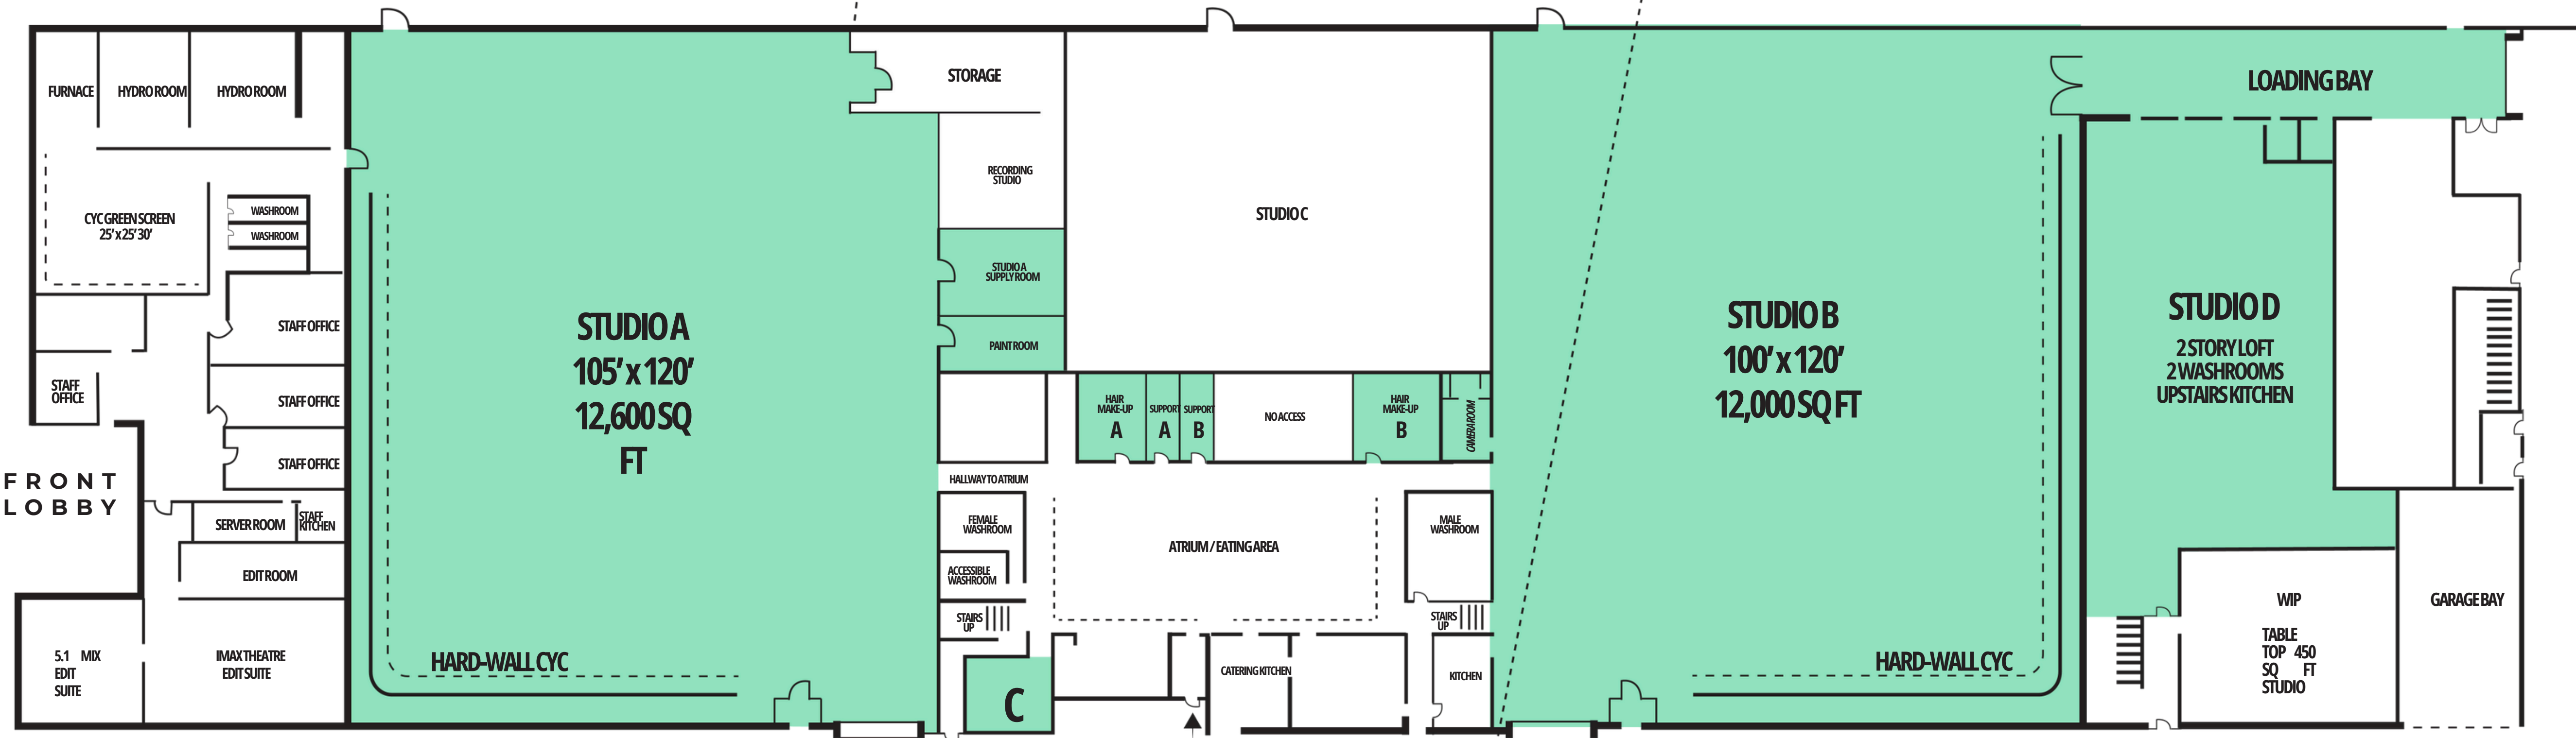 FURNACE
HYDRO ROOM
HYDRO ROOM
CYC GREEN SCREEN
25' x 25' 30'
WASHROOM
WASHROOM
STAFF OFFICE
STAFF
OFFICE
STAFF OFFICE
STAFF OFFICE
FRONT
LOBBY
SERVER ROOM
STAFF
KITCHEN
EDIT ROOM
5.1 MIX
EDIT
SUITE
IMAX THEATRE
EDIT SUITE
STUDIO A
105' x 120'
12,600 SQ
FT
HARD-WALL CYC
STORAGE
RECORDING
STUDIO
STUDIO A
SUPPLY ROOM
PAINT ROOM
STUDIO C
HAIR
MAKE-UP
A
SUPPORT
A
SUPPORT
B
NO ACCESS
HAIR
MAKE-UP
B
CAMERA ROOM
HALLWAY TO ATRIUM
FEMALE
WASHROOM
ACCESSIBLE
WASHROOM
STAIRS
UP
C
ATRIUM / EATING AREA
MALE
WASHROOM
STAIRS
UP
CATERING KITCHEN
KITCHEN
STUDIO B
100' x 120'
12,000 SQ FT
HARD-WALL CYC
LOADING BAY
STUDIO D
2 STORY LOFT
2 WASHROOMS
UPSTAIRS KITCHEN
WIP
TABLE
TOP 450
SQ FT
STUDIO
GARAGE BAY